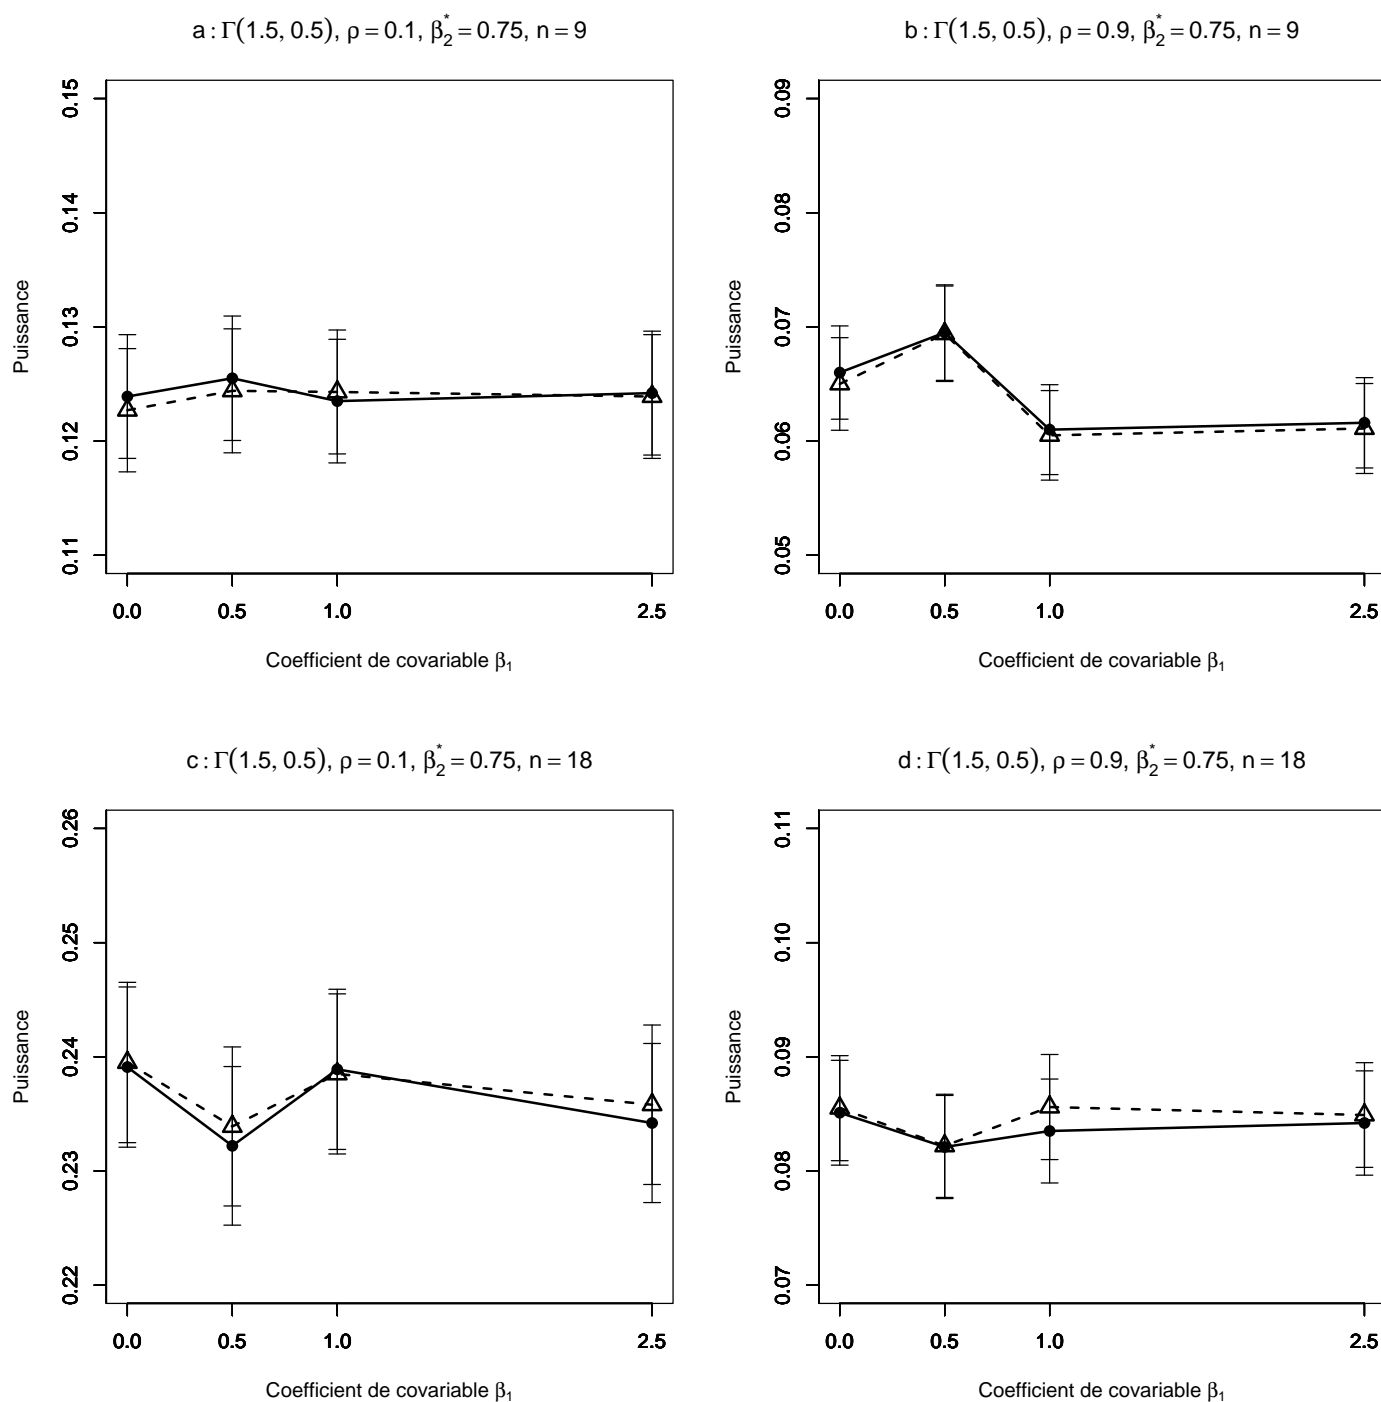 a : Γ(1.5, 0.5), ρ = 0.1, β₂* = 0.75, n = 9
0.15
0.14
0.13
0.12
0.11
Puissance
0.0 0.5 1.0 2.5
Coefficient de covariable β₁
b : Γ(1.5, 0.5), ρ = 0.9, β₂* = 0.75, n = 9
0.09
0.08
0.07
0.06
0.05
Puissance
0.0 0.5 1.0 2.5
Coefficient de covariable β₁
c : Γ(1.5, 0.5), ρ = 0.1, β₂* = 0.75, n = 18
0.26
0.25
0.24
0.23
0.22
Puissance
0.0 0.5 1.0 2.5
Coefficient de covariable β₁
d : Γ(1.5, 0.5), ρ = 0.9, β₂* = 0.75, n = 18
0.11
0.10
0.09
0.08
0.07
Puissance
0.0 0.5 1.0 2.5
Coefficient de covariable β₁